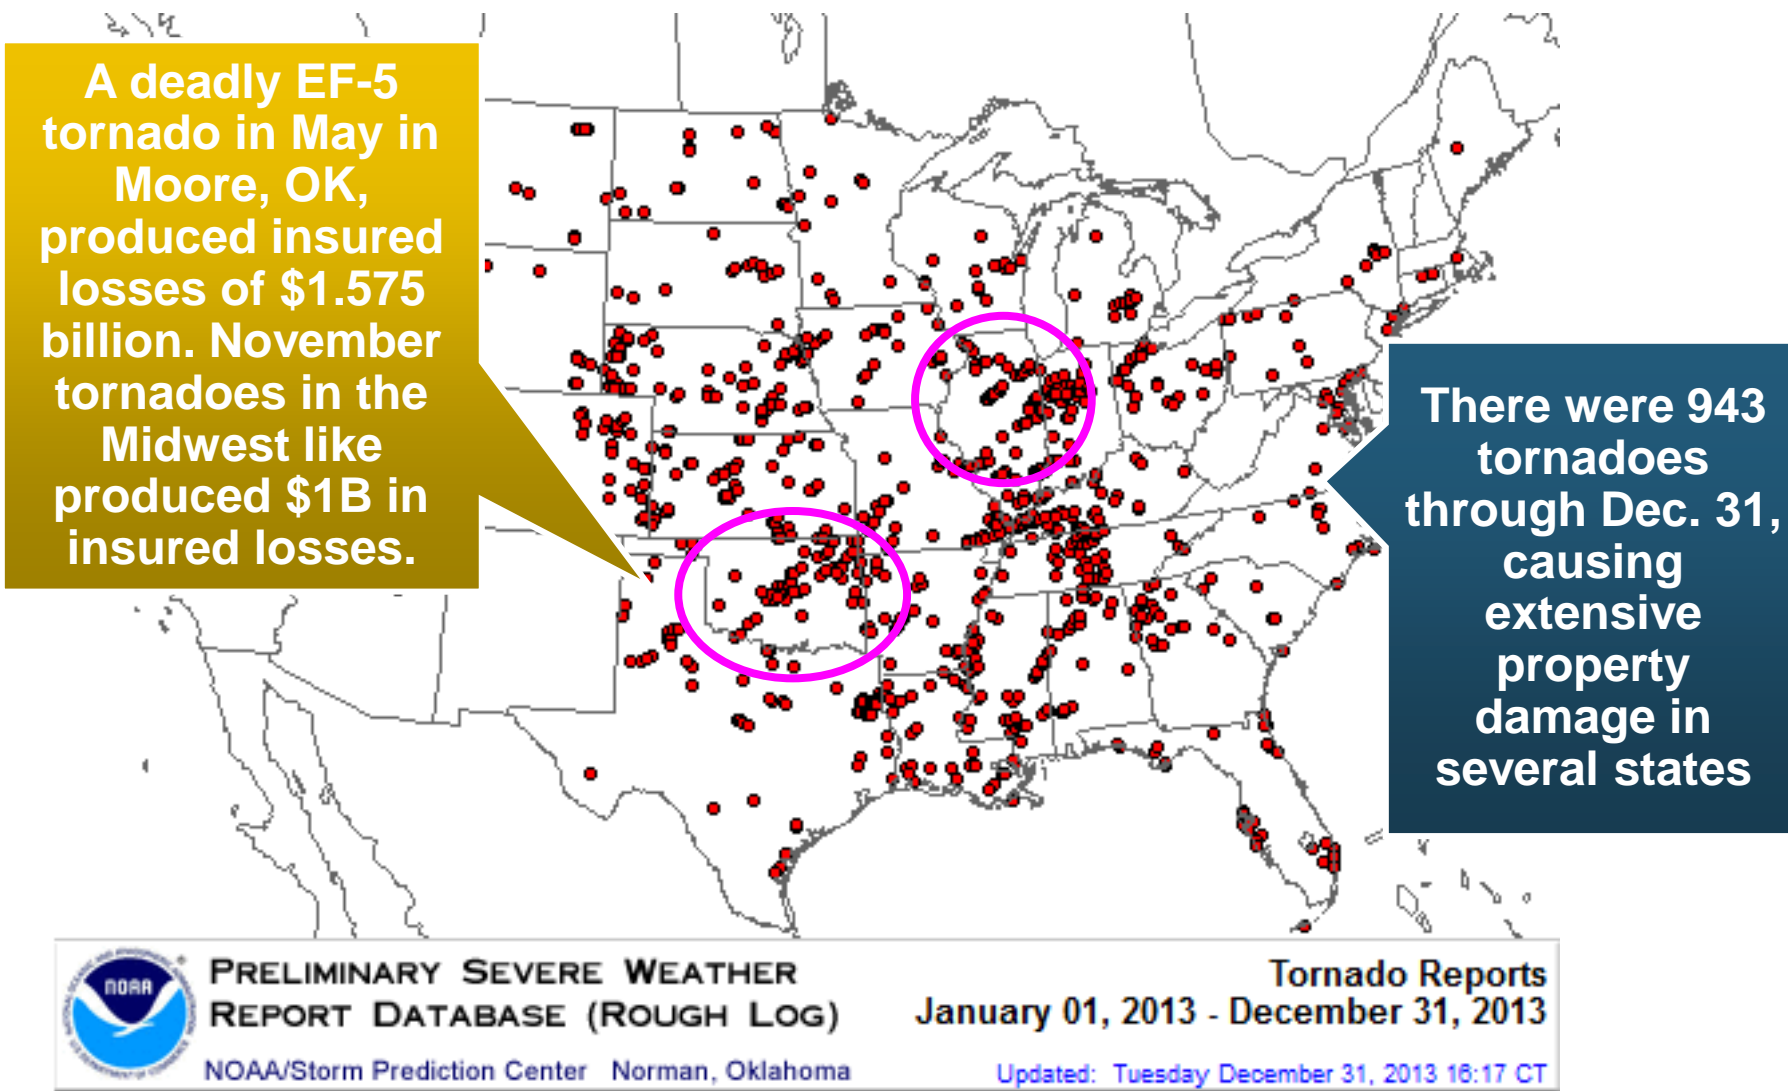 A deadly EF-5
tornado in May in
Moore, OK,
produced insured
losses of $1.575
billion. November
tornadoes in the
Midwest like
produced $1B in
insured losses.
There were 943
tornadoes
through Dec. 31,
causing
extensive
property
damage in
several states
NOAA
PRELIMINARY SEVERE WEATHER
REPORT DATABASE (ROUGH LOG)
NOAA/Storm Prediction Center Norman, Oklahoma
Tornado Reports
January 01, 2013 - December 31, 2013
Updated: Tuesday December 31, 2013 16:17 CT